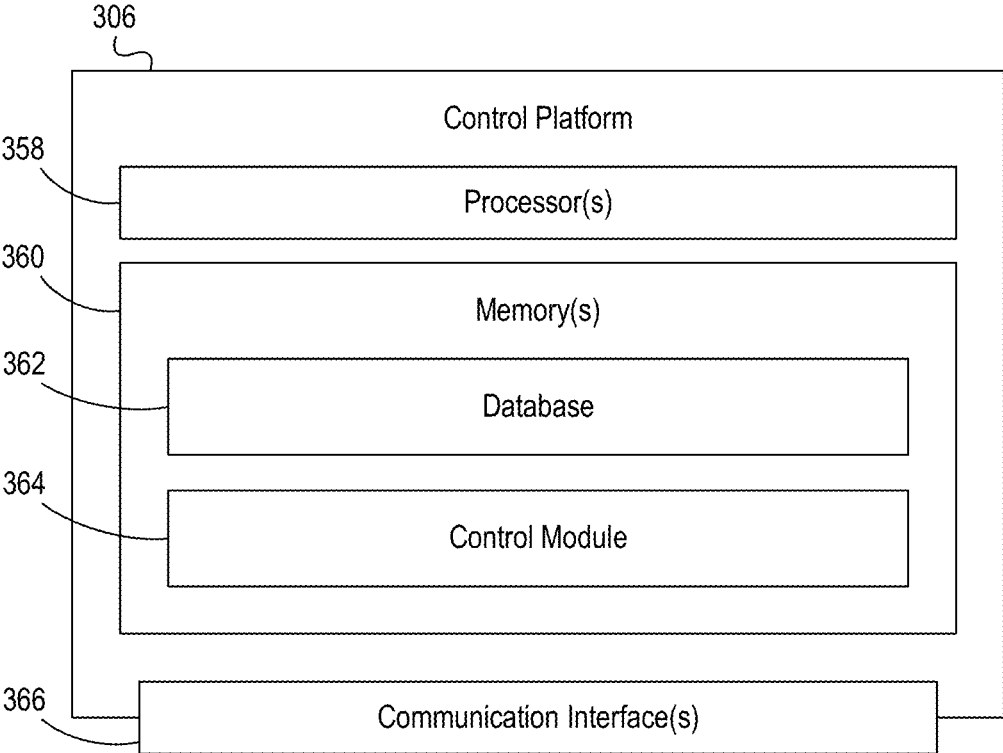 306
Control Platform
358
Processor(s)
360
Memory(s)
362
Database
364
Control Module
366
Communication Interface(s)